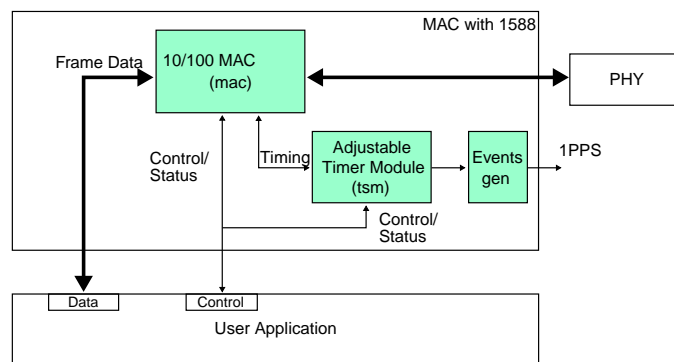 MAC with 1588
Frame Data
10/100 MAC
(mac)
PHY
Control/
Status
Timing
Adjustable
Timer Module
(tsm)
Events
gen
1PPS
Control/
Status
Data
Control
User Application